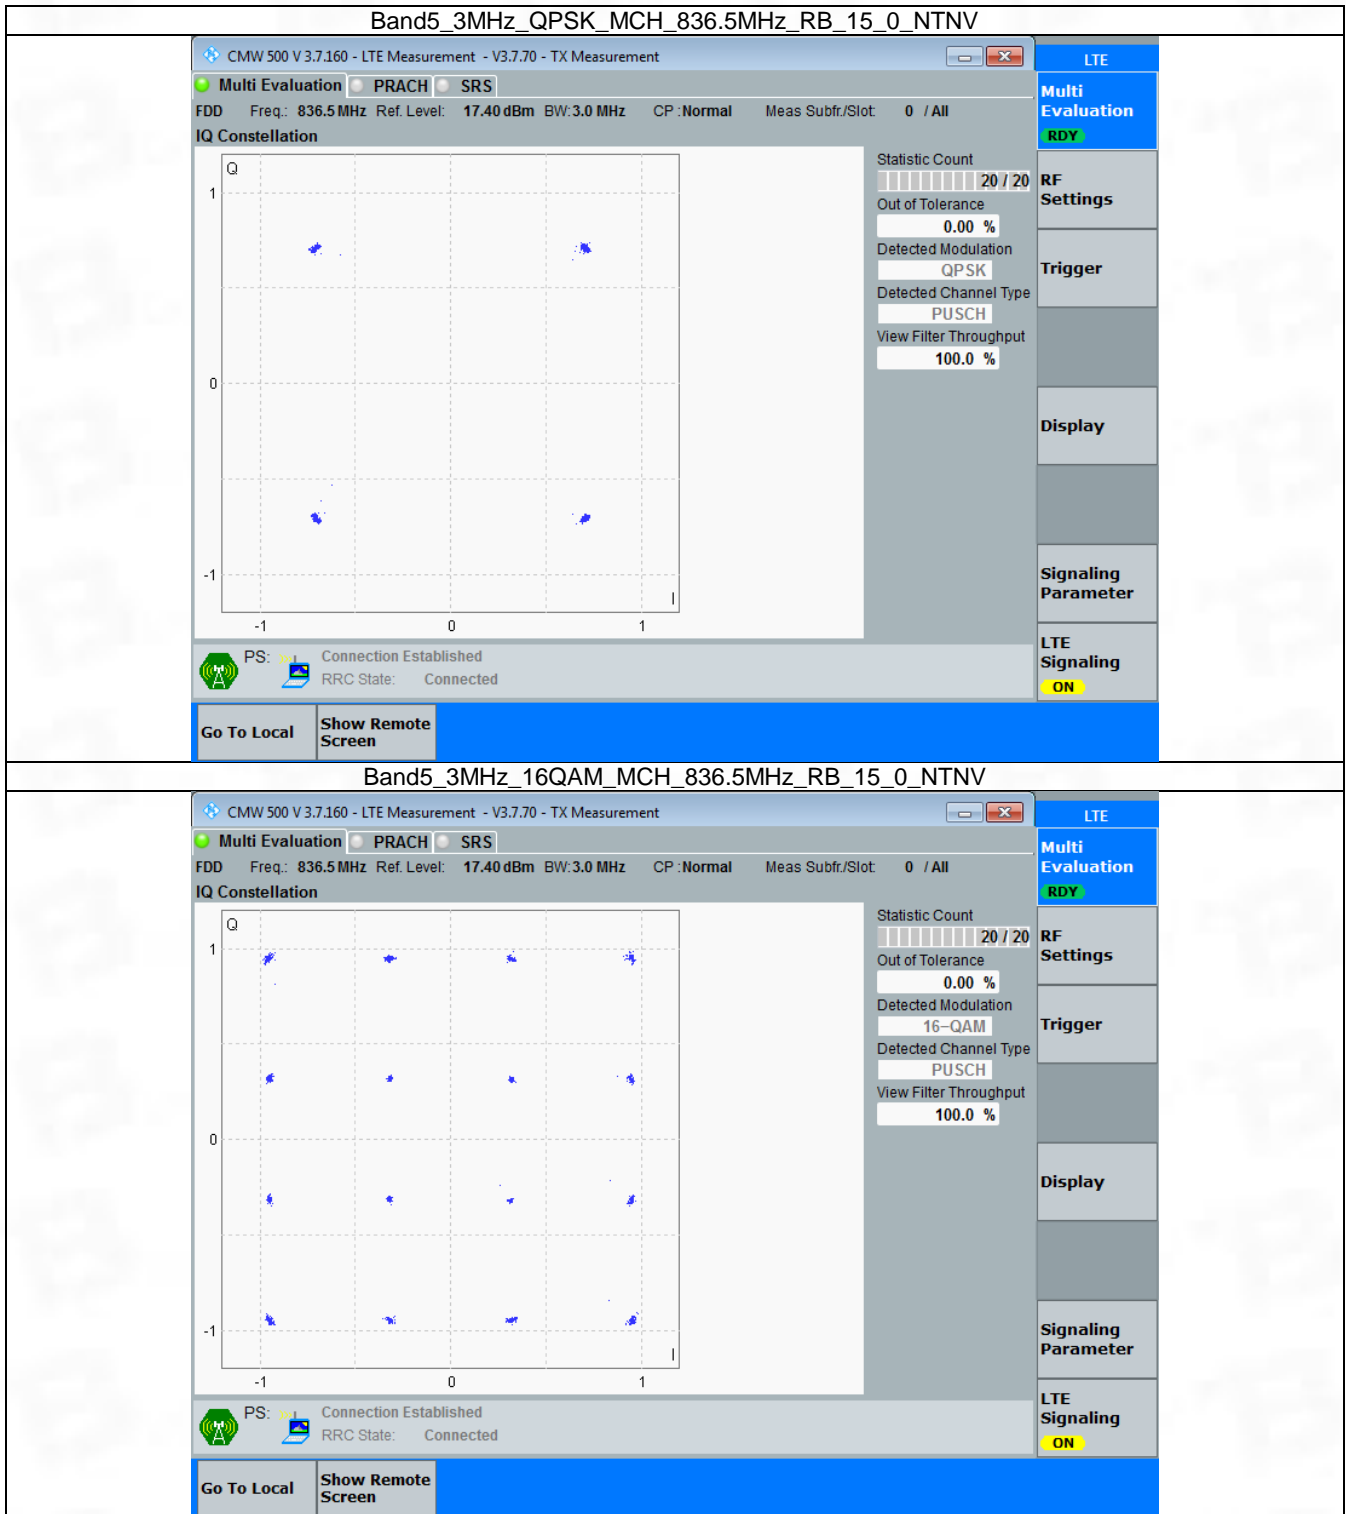 Band5_3MHz_QPSK_MCH_836.5MHz_RB_15_0_NTNV
CMW 500 V 3.7.160 - LTE Measurement - V3.7.70 - TX Measurement
LTE
Multi Evaluation PRACH SRS
Multi
Evaluation
RDY
FDD Freq.: 836.5 MHz Ref. Level: 17.40 dBm BW: 3.0 MHz CP : Normal Meas Subfr./Slot: 0 / All
IQ Constellation
Q
1
0
-1
I
-1 0 1
Statistic Count
20 / 20
Out of Tolerance
0.00 %
Detected Modulation
QPSK
Detected Channel Type
PUSCH
View Filter Throughput
100.0 %
RF
Settings
Trigger
Display
Signaling
Parameter
LTE
Signaling
ON
PS: Connection Established
RRC State: Connected
Go To Local
Show Remote
Screen
Band5_3MHz_16QAM_MCH_836.5MHz_RB_15_0_NTNV
CMW 500 V 3.7.160 - LTE Measurement - V3.7.70 - TX Measurement
LTE
Multi Evaluation PRACH SRS
Multi
Evaluation
RDY
FDD Freq.: 836.5 MHz Ref. Level: 17.40 dBm BW: 3.0 MHz CP : Normal Meas Subfr./Slot: 0 / All
IQ Constellation
Q
1
0
-1
I
-1 0 1
Statistic Count
20 / 20
Out of Tolerance
0.00 %
Detected Modulation
16-QAM
Detected Channel Type
PUSCH
View Filter Throughput
100.0 %
RF
Settings
Trigger
Display
Signaling
Parameter
LTE
Signaling
ON
PS: Connection Established
RRC State: Connected
Go To Local
Show Remote
Screen